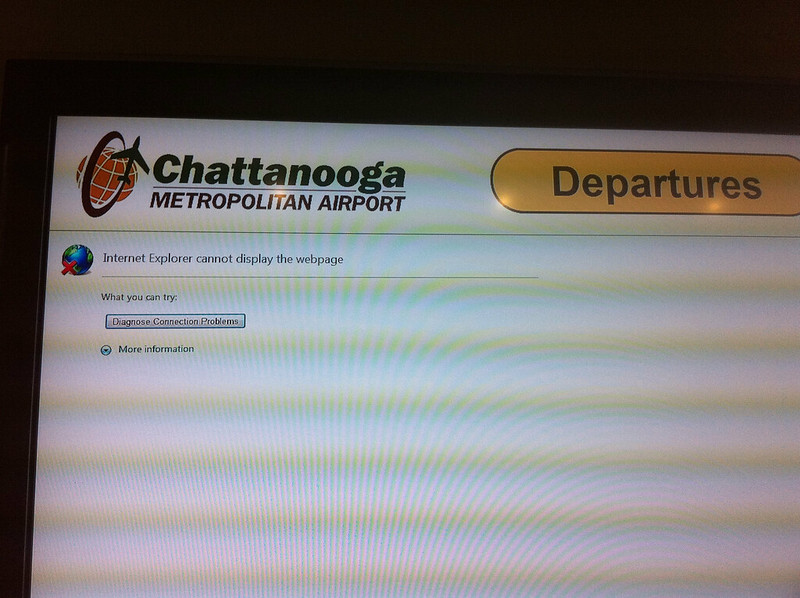 Chattanooga
METROPOLITAN AIRPORT
Departures
Internet Explorer cannot display the webpage
What you can try:
Diagnose Connection Problems
More information